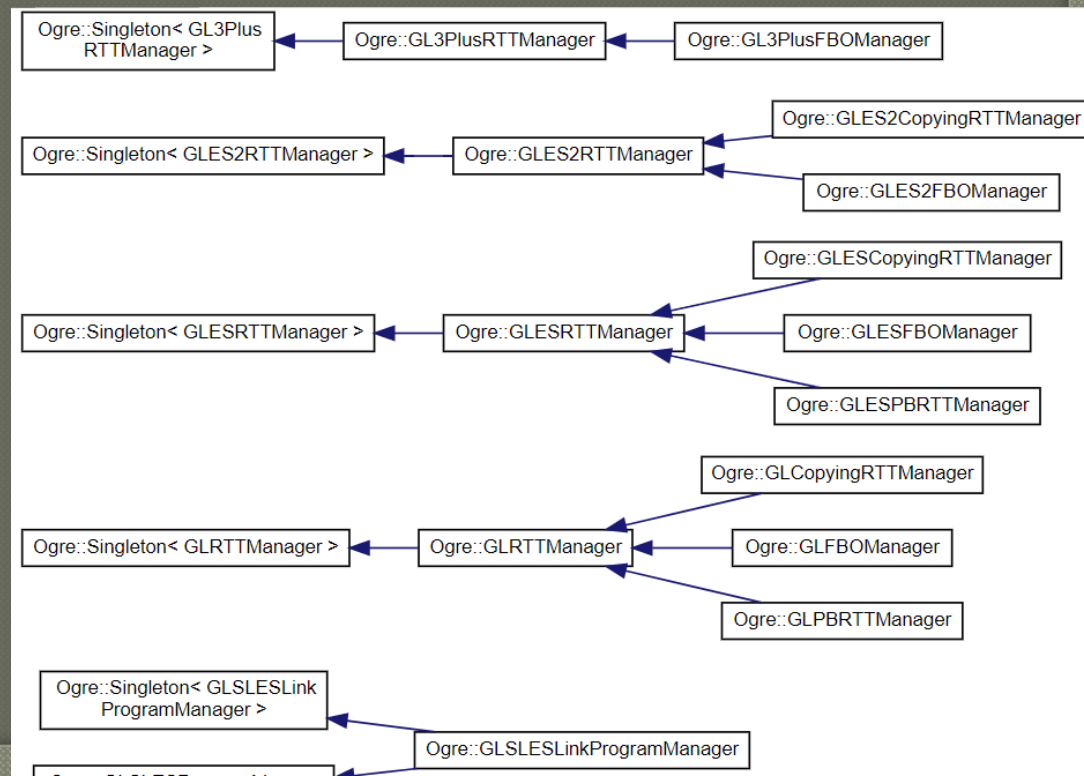 Ogre::Singleton< GL3Plus
RTTManager >
Ogre::GL3PlusRTTManager
Ogre::GL3PlusFBOManager
Ogre::GLES2CopyingRTTManager
Ogre::Singleton< GLES2RTTManager >
Ogre::GLES2RTTManager
Ogre::GLES2FBOManager
Ogre::GLESCopyingRTTManager
Ogre::Singleton< GLESRTTManager >
Ogre::GLESRTTManager
Ogre::GLESFBOManager
Ogre::GLESPBRTTManager
Ogre::GLCopyingRTTManager
Ogre::Singleton< GLRTTManager >
Ogre::GLRTTManager
Ogre::GLFBOManager
Ogre::GLPBRTTManager
Ogre::Singleton< GLSLESLink
ProgramManager >
Ogre::GLSLESLinkProgramManager